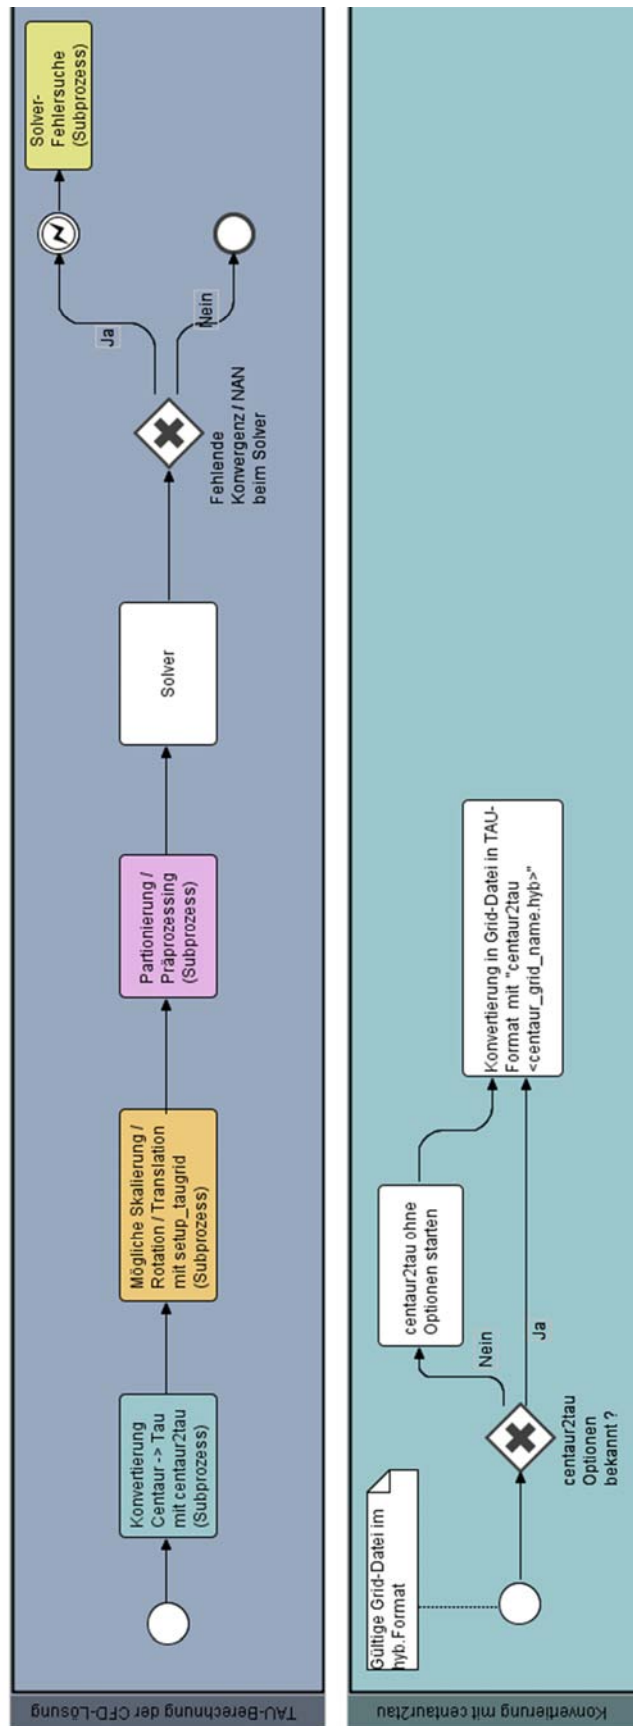 TAU-Berechnung der CFD-Lösung
Konvertierung
Centaur -> Tau
mit centaur2tau
(Subprozess)
Mögliche Skalierung /
Rotation / Translation
mit setup_taugrid
(Subprozess)
Partionierung /
Präprozessing
(Subprozess)
Solver
Fehlende
Konvergenz / NAN
beim Solver
Ja
Nein
Solver-
Fehlersuche
(Subprozess)
Konvertierung mit centaur2tau
Gültige Grid-Datei im
hyb.Format
centaur2tau
Optionen
bekannt ?
Nein
Ja
centaur2tau ohne
Optionen starten
Konvertierung in Grid-Datei in TAU-
Format mit "centaur2tau
<centaur_grid_name.hyb>"